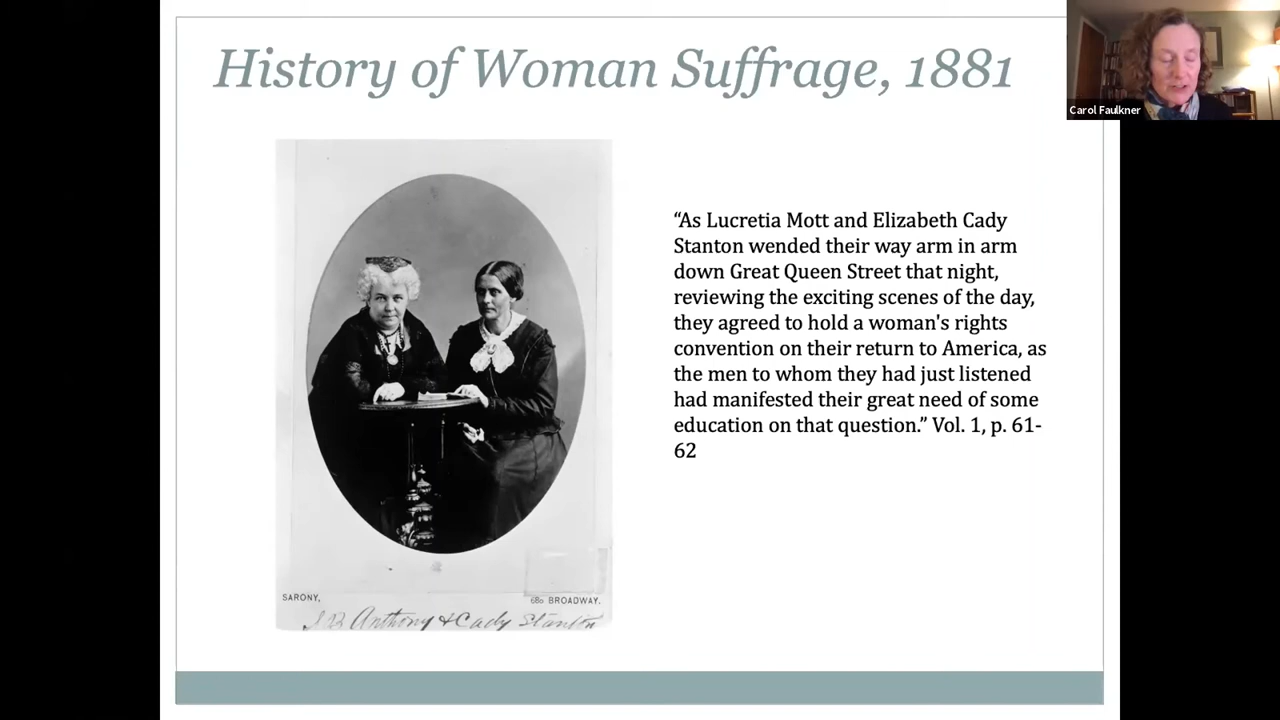 History of Woman Suffrage, 1881
Carol Faulkner
“As Lucretia Mott and Elizabeth Cady
Stanton wended their way arm in arm
down Great Queen Street that night,
reviewing the exciting scenes of the day,
they agreed to hold a woman's rights
convention on their return to America, as
the men to whom they had just listened
had manifested their great need of some
education on that question.” Vol. 1, p. 61-
62
SARONY,
680 BROADWAY.
S B Anthony & Cady Stanton